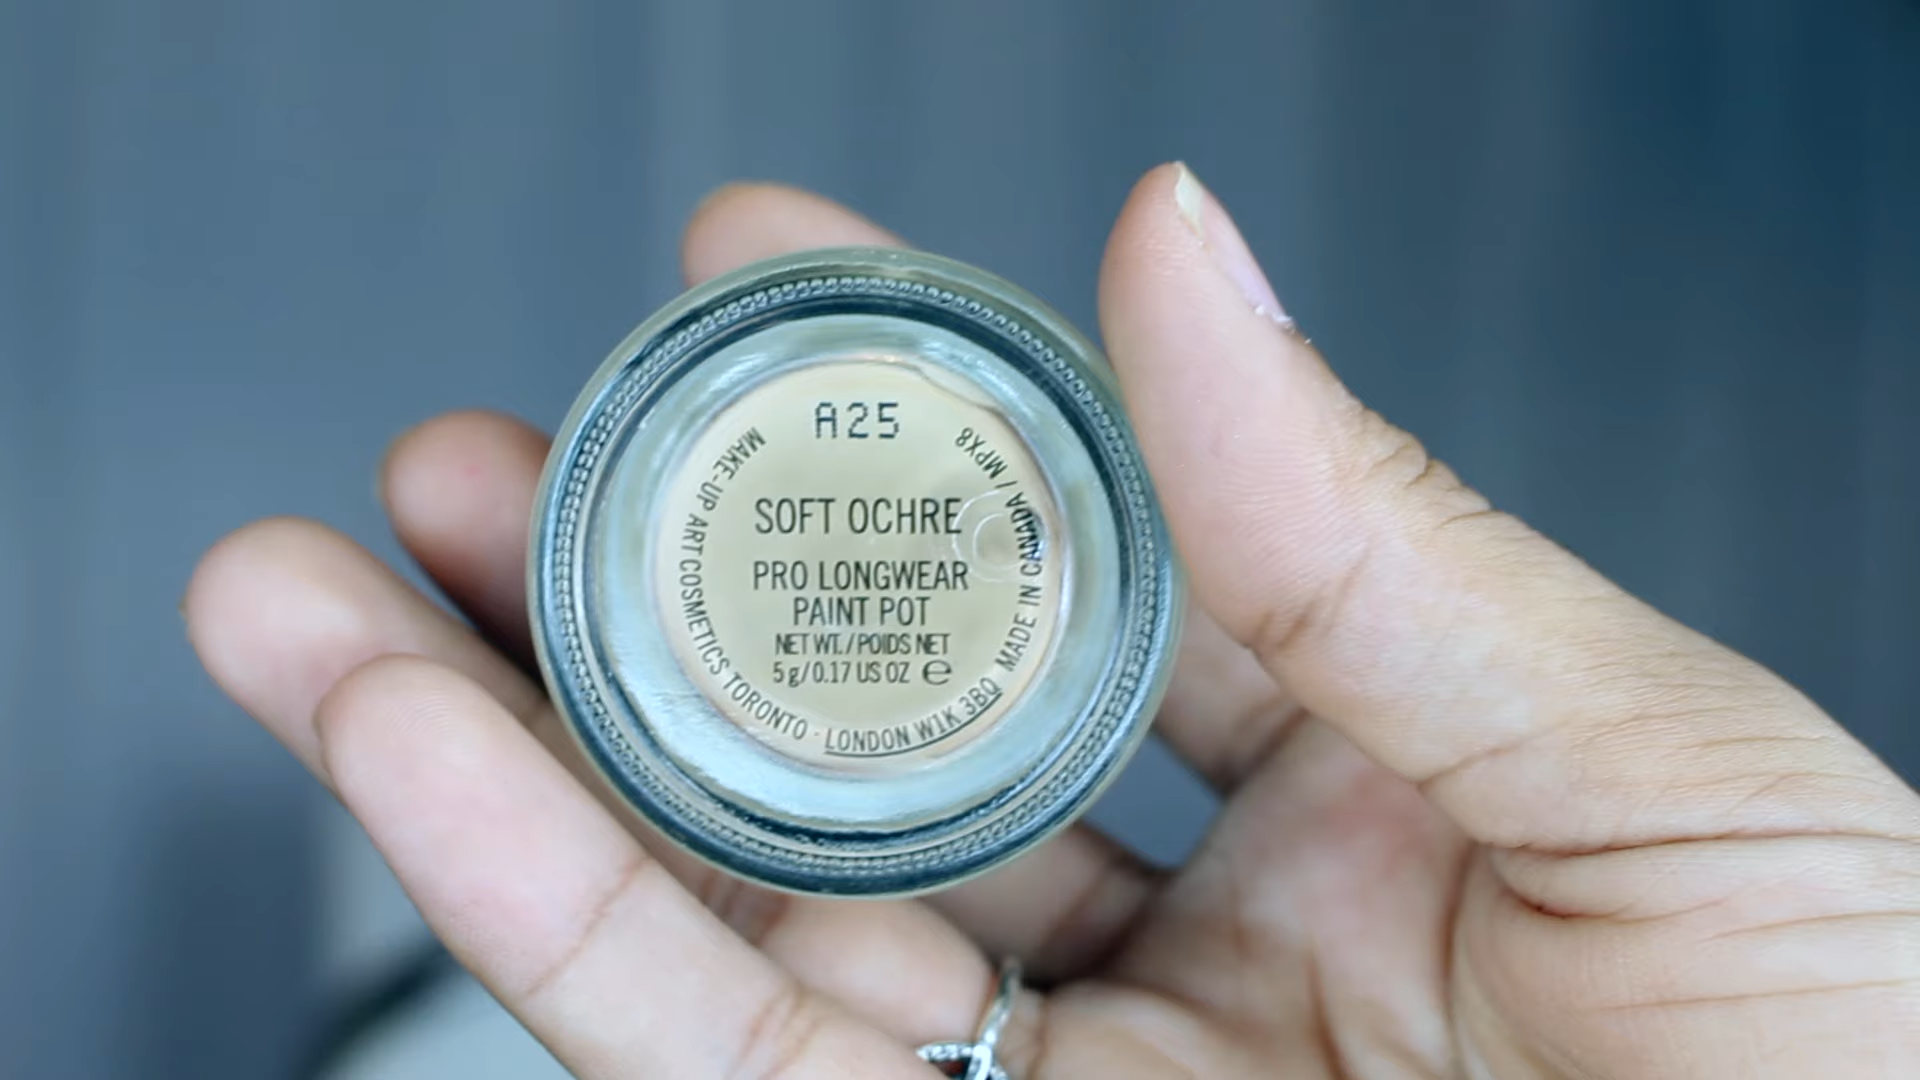 A25
SOFT OCHRE
PRO LONGWEAR
PAINT POT
NET WT. / POIDS NET
5 g/0.17 US OZ ℮
MAKE-UP ART COSMETICS TORONTO · LONDON W1K 3BQ MADE IN CANADA / MPX8